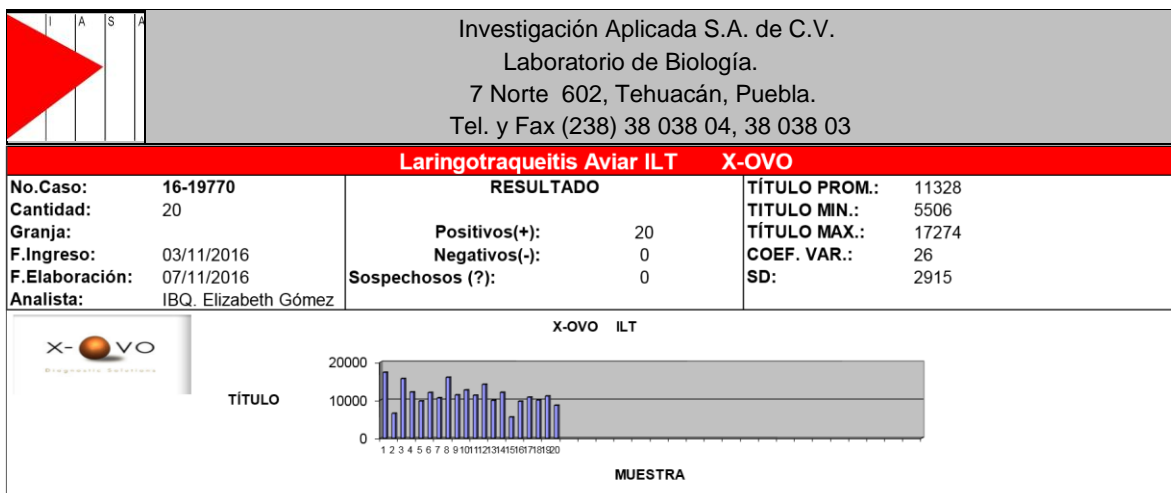 I A S A
Investigación Aplicada S.A. de C.V.
Laboratorio de Biología.
7 Norte 602, Tehuacán, Puebla.
Tel. y Fax (238) 38 038 04, 38 038 03
Laringotraqueitis Aviar ILT X-OVO
No.Caso: 16-19770
Cantidad: 20
Granja:
F.Ingreso: 03/11/2016
F.Elaboración: 07/11/2016
Analista: IBQ. Elizabeth Gómez
RESULTADO
Positivos(+): 20
Negativos(-): 0
Sospechosos (?): 0
TÍTULO PROM.: 11328
TITULO MIN.: 5506
TÍTULO MAX.: 17274
COEF. VAR.: 26
SD: 2915
X-OVO
Diagnostic Solutions
X-OVO ILT
TÍTULO
20000
10000
0
1 2 3 4 5 6 7 8 9 10 11 12 13 14 15 16 17 18 19 20
MUESTRA